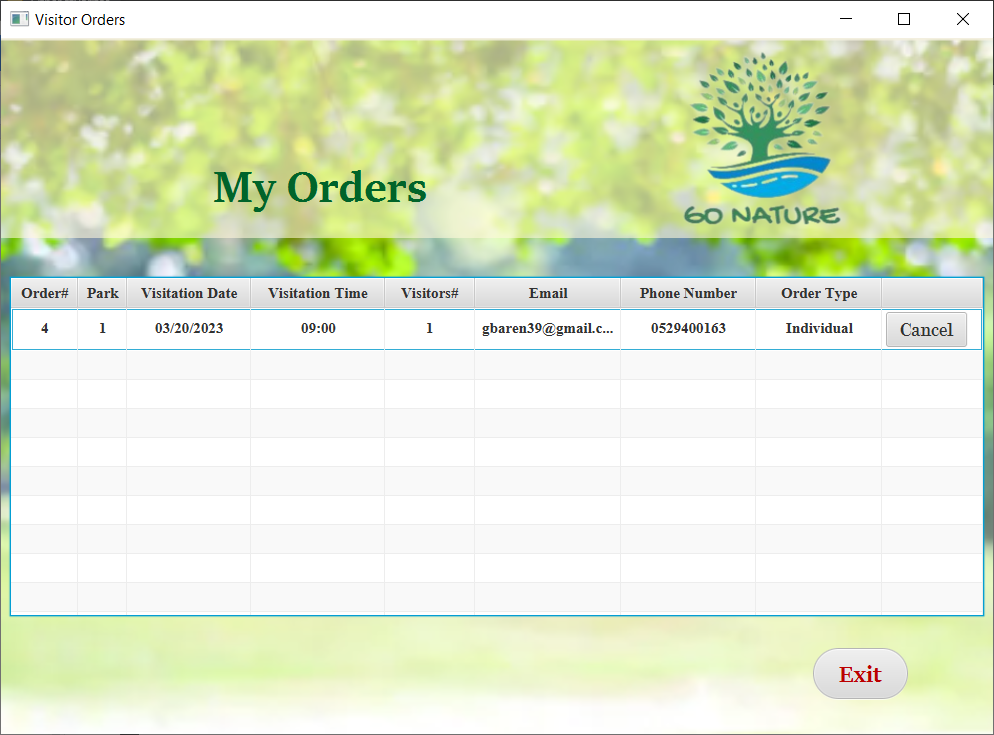 Visitor Orders
GO NATURE
My Orders
Order# Park Visitation Date Visitation Time Visitors# Email Phone Number Order Type
4 1 03/20/2023 09:00 1 gbaren39@gmail.c... 0529400163 Individual Cancel
Exit